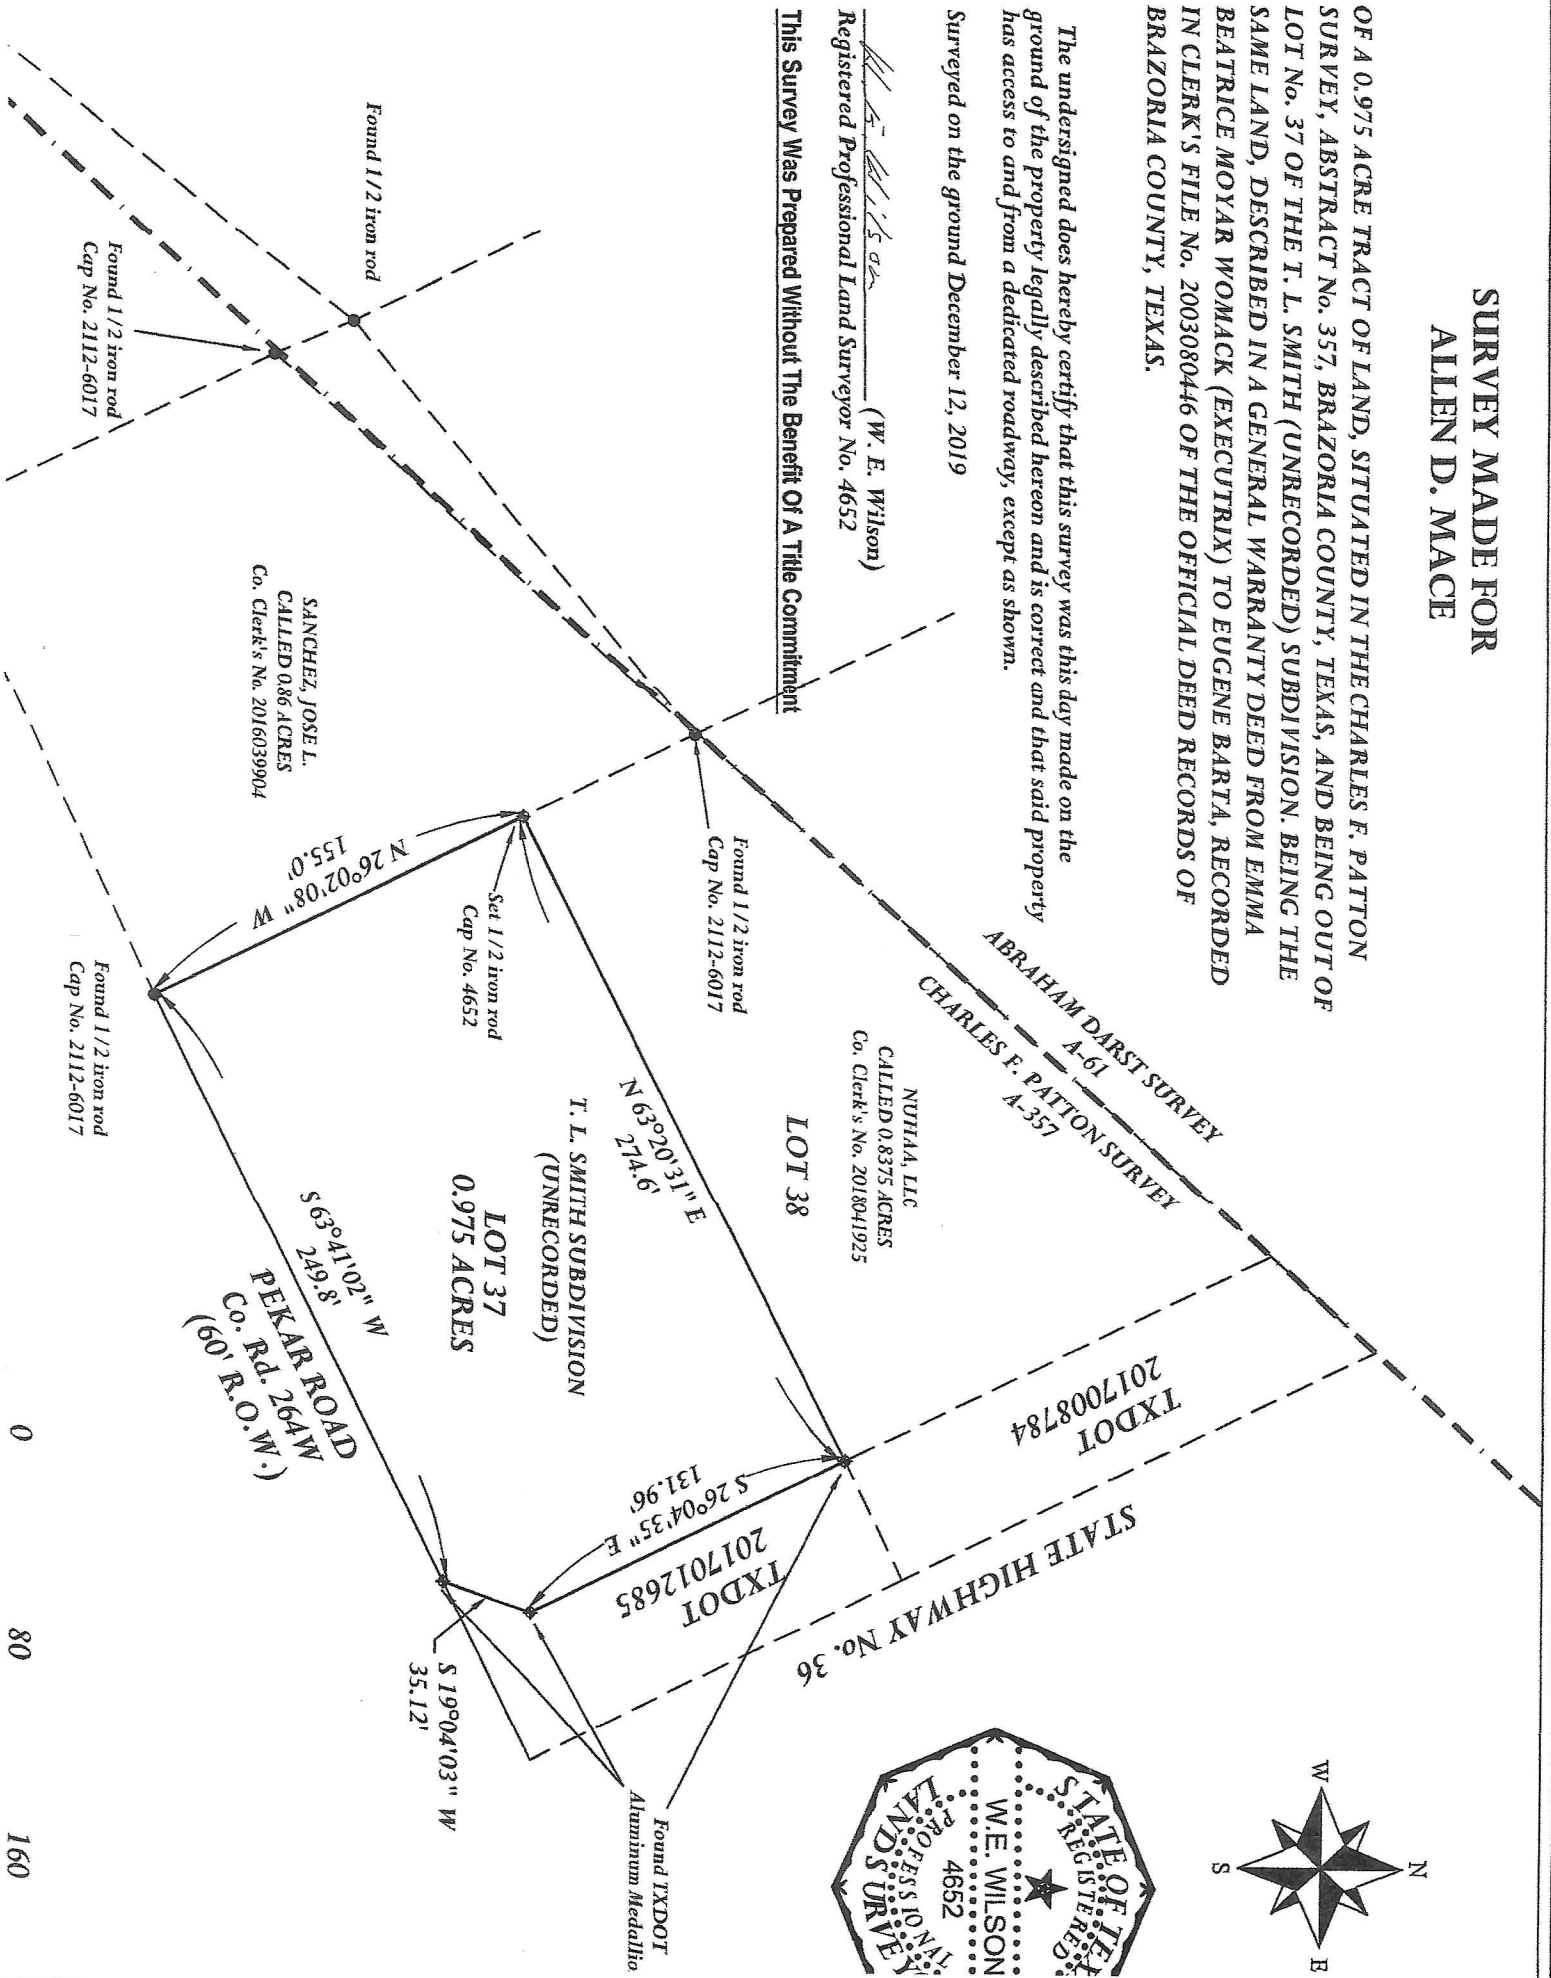 SURVEY MADE FOR
ALLEN D. MACE
OF A 0.975 ACRE TRACT OF LAND, SITUATED IN THE CHARLES F. PATTON
SURVEY, ABSTRACT No. 357, BRAZORIA COUNTY, TEXAS, AND BEING OUT OF
LOT No. 37 OF THE T. L. SMITH (UNRECORDED) SUBDIVISION. BEING THE
SAME LAND, DESCRIBED IN A GENERAL WARRANTY DEED FROM EMMA
BEATRICE MOYAR WOMACK (EXECUTRIX) TO EUGENE BARTA, RECORDED
IN CLERK'S FILE No. 2003080446 OF THE OFFICIAL DEED RECORDS OF
BRAZORIA COUNTY, TEXAS.
The undersigned does hereby certify that this survey was this day made on the
ground of the property legally described hereon and is correct and that said property
has access to and from a dedicated roadway, except as shown.
Surveyed on the ground December 12, 2019
W. E. Wilson (W. E. Wilson)
Registered Professional Land Surveyor No. 4652
This Survey Was Prepared Without The Benefit Of A Title Commitment
N
W
E
S
STATE OF TEX
REGISTERED
W.E. WILSON
4652
PROFESSIONAL
LAND SURVEY
ABRAHAM DARST SURVEY
A-61
CHARLES F. PATTON SURVEY
A-357
TXDOT
2017008784
STATE HIGHWAY No. 36
NUHAA, LLC
CALLED 0.8375 ACRES
Co. Clerk's No. 2018041925
LOT 38
Found 1/2 iron rod
Cap No. 2112-6017
N 63°20'31" E
274.6'
S 26°04'35" E
131.96'
TXDOT
2017012685
Found TXDOT
Aluminum Medallio
T. L. SMITH SUBDIVISION
(UNRECORDED)
LOT 37
0.975 ACRES
Set 1/2 iron rod
Cap No. 4652
S 19°04'03" W
35.12'
N 26°02'08" W
155.0'
S 63°41'02" W
249.8'
PEKAR ROAD
Co. Rd. 264W
(60' R.O.W.)
SANCHEZ, JOSE L.
CALLED 0.86 ACRES
Co. Clerk's No. 2016039904
Found 1/2 iron rod
Found 1/2 iron rod
Cap No. 2112-6017
Found 1/2 iron rod
Cap No. 2112-6017
0 80 160